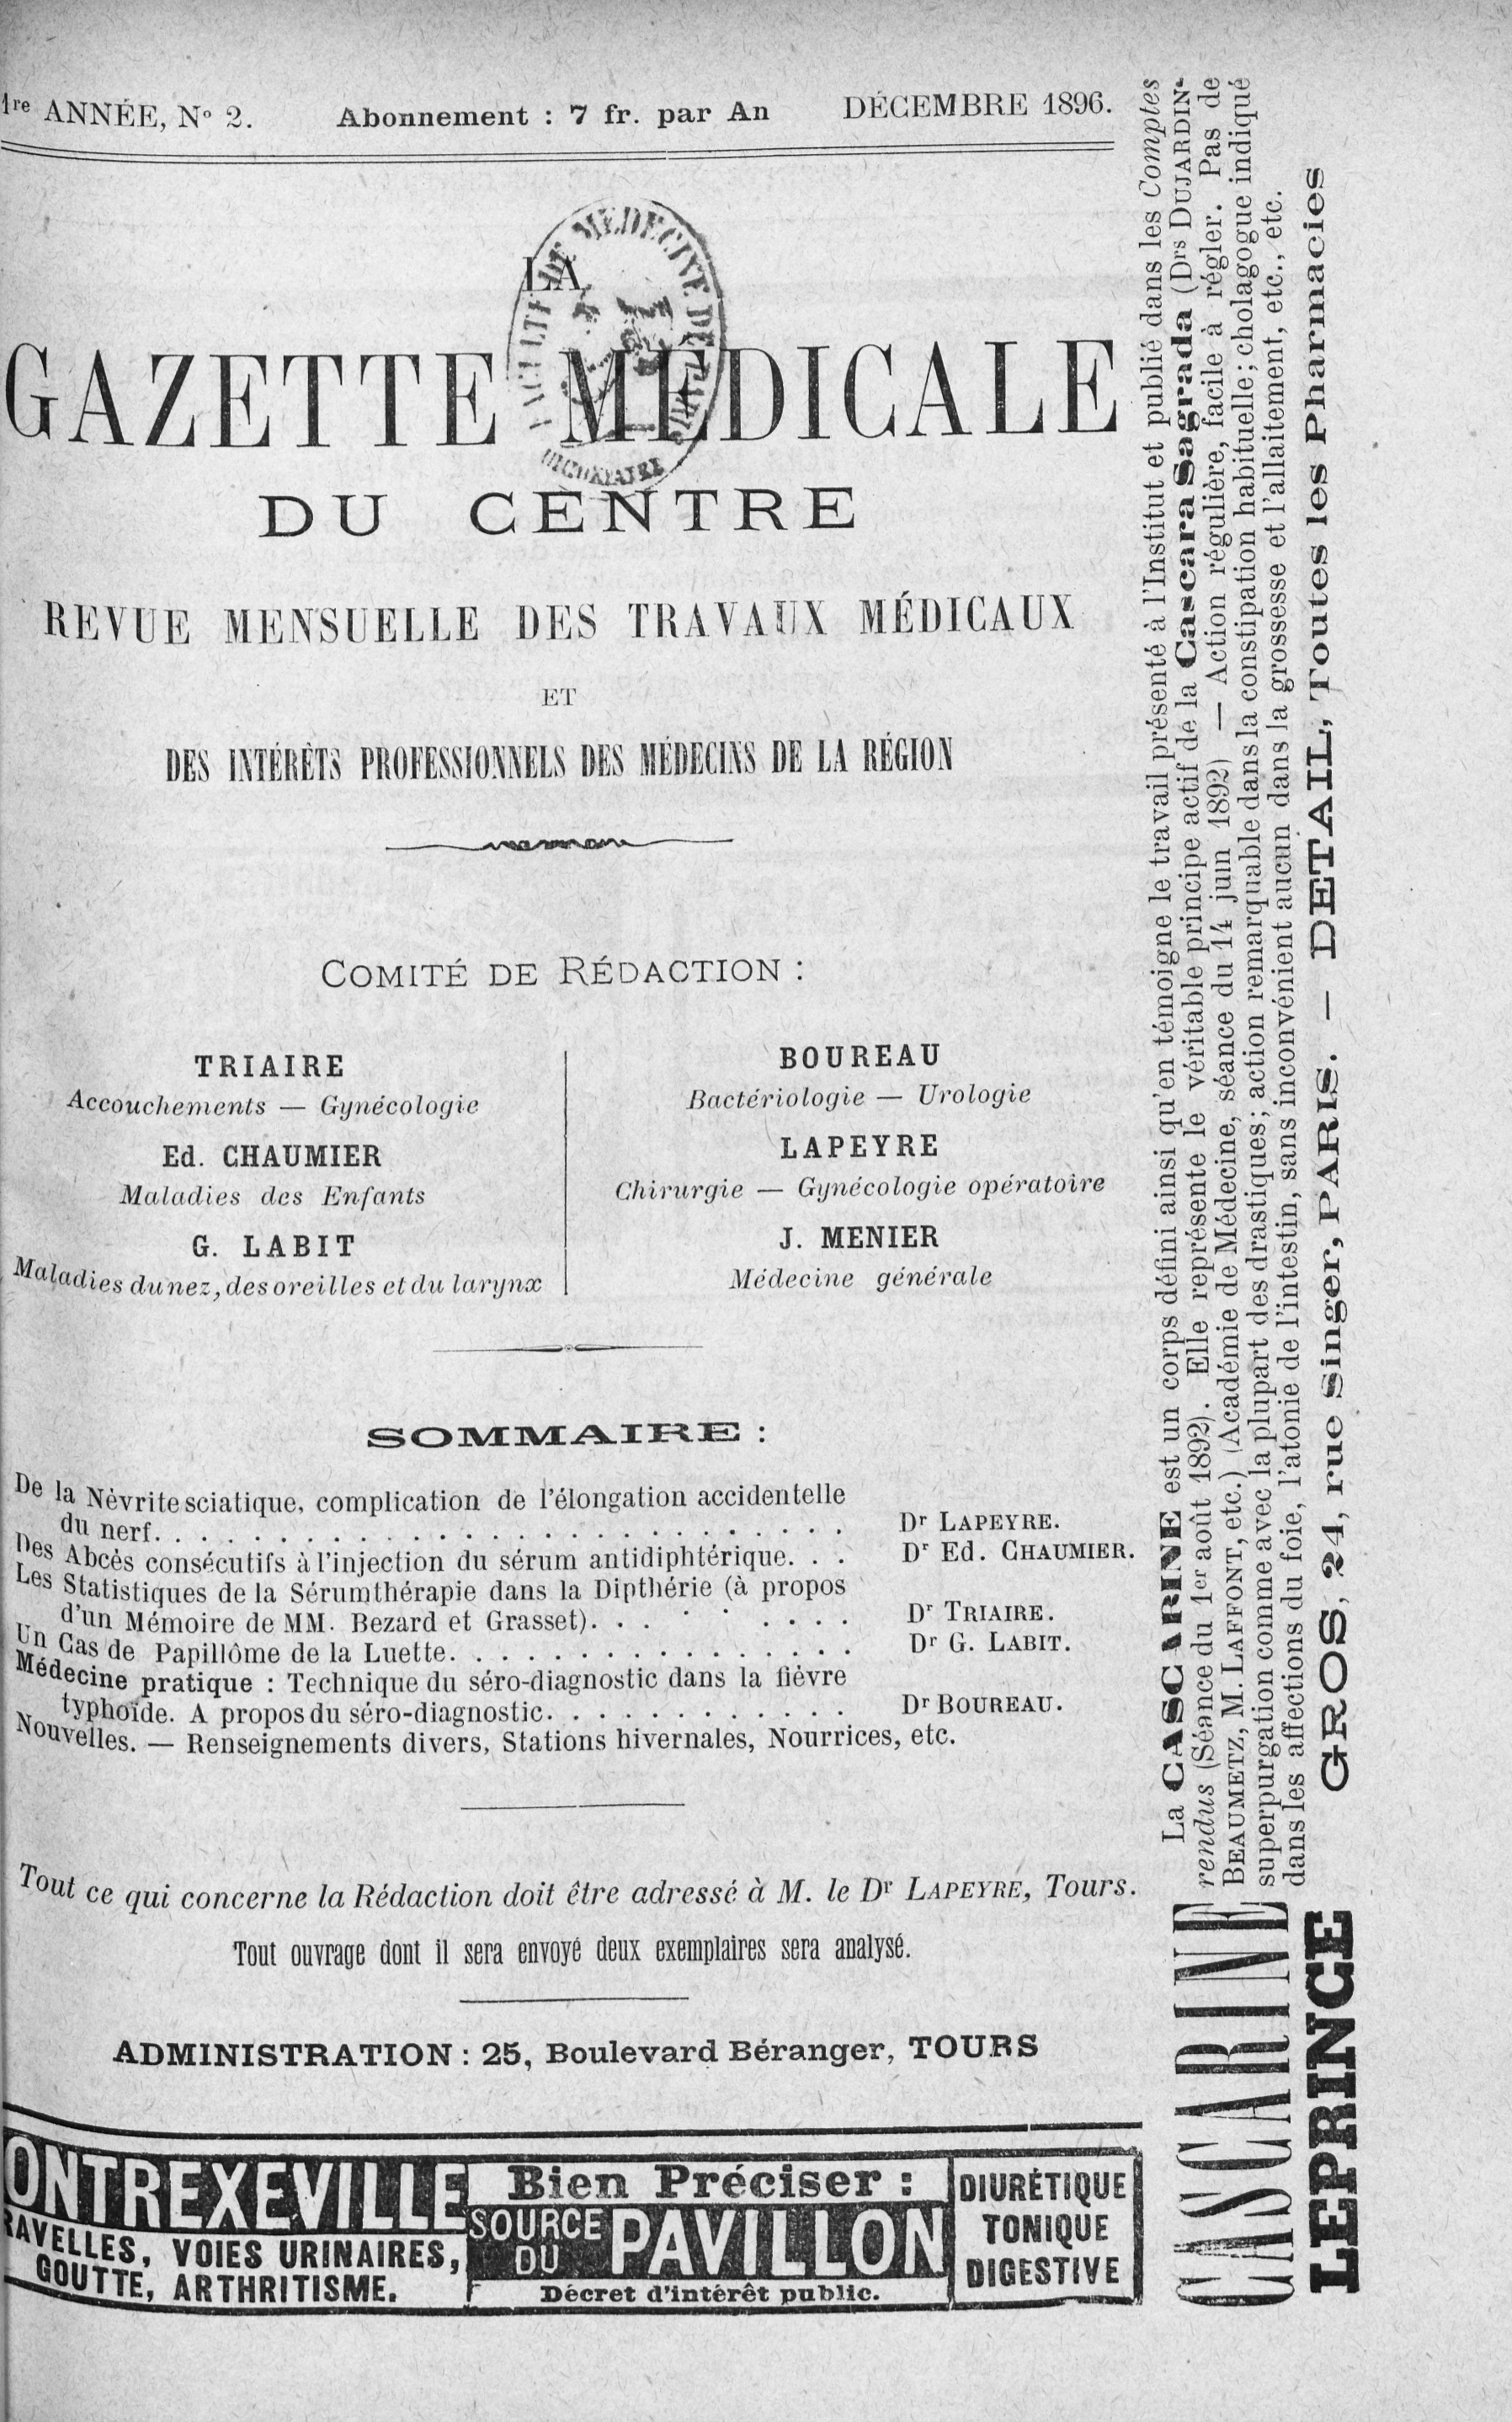 1re ANNÉE, No 2. Abonnement : 7 fr. par An DÉCEMBRE 1896.
LA
GAZETTE MÉDICALE
DU CENTRE
REVUE MENSUELLE DES TRAVAUX MÉDICAUX
ET
DES INTÉRÊTS PROFESSIONNELS DES MÉDECINS DE LA RÉGION
COMITÉ DE RÉDACTION :
TRIAIRE
Accouchements — Gynécologie
Ed. CHAUMIER
Maladies des Enfants
G. LABIT
Maladies du nez, des oreilles et du larynx
BOUREAU
Bactériologie — Urologie
LAPEYRE
Chirurgie — Gynécologie opératoire
J. MENIER
Médecine générale
SOMMAIRE :
De la Névrite sciatique, complication de l'élongation accidentelle
du nerf. . . . . . . . . . . . . . . . . . . . . . . . . . Dr LAPEYRE.
Des Abcès consécutifs à l'injection du sérum antidiphtérique. . . Dr Ed. CHAUMIER.
Les Statistiques de la Sérumthérapie dans la Dipthérie (à propos
d'un Mémoire de MM. Bezard et Grasset). . . . . . . . . Dr TRIAIRE.
Un Cas de Papillôme de la Luette. . . . . . . . . . . . . . . . Dr G. LABIT.
Médecine pratique : Technique du séro-diagnostic dans la fièvre
typhoïde. A propos du séro-diagnostic. . . . . . . . . . . . Dr BOUREAU.
Nouvelles. — Renseignements divers, Stations hivernales, Nourrices, etc.
Tout ce qui concerne la Rédaction doit être adressé à M. le Dr LAPEYRE, Tours.
Tout ouvrage dont il sera envoyé deux exemplaires sera analysé.
ADMINISTRATION : 25, Boulevard Béranger, TOURS
ONTREXEVILLE
RAVELLES, VOIES URINAIRES,
GOUTTE, ARTHRITISME.
Bien Préciser :
SOURCE DU PAVILLON
Décret d'intérêt public.
DIURÉTIQUE
TONIQUE
DIGESTIVE
CASCARINE
LEPRINCE
La CASCARINE est un corps défini ainsi qu'en témoigne le travail présenté à l'Institut et publié dans les Comptes
rendus (Séance du 1er août 1892). Elle représente le véritable principe actif de la Cascara Sagrada (Drs DUJARDIN-
BEAUMETZ, M. LAFFONT, etc.) (Académie de Médecine, séance du 14 juin 1892) — Action régulière, facile à régler. Pas de
superpurgation comme avec la plupart des drastiques; action remarquable dans la constipation habituelle; cholagogue indiqué
dans les affections du foie, l'atonie de l'intestin, sans inconvénient aucun dans la grossesse et l'allaitement, etc., etc.
GROS, 24, rue Singer, PARIS. — DETAIL, Toutes les Pharmacies